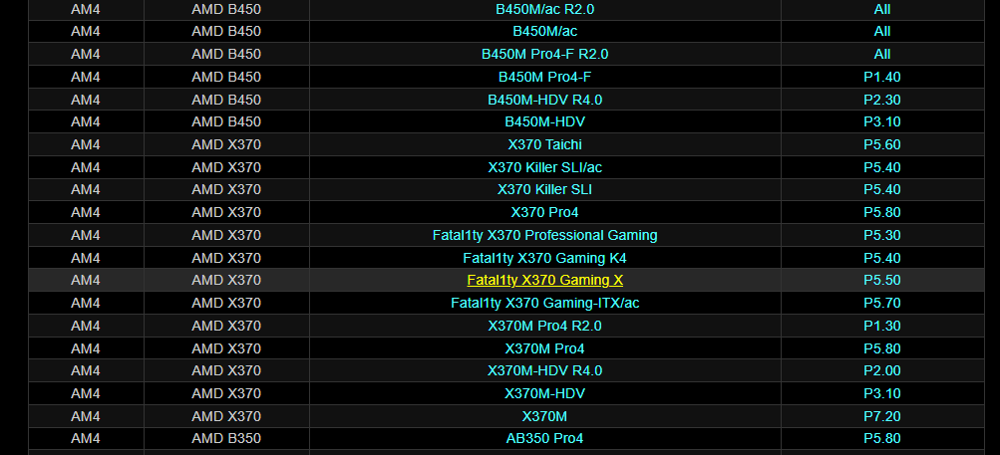 AM4 AMD B450 B450M/ac R2.0 All
AM4 AMD B450 B450M/ac All
AM4 AMD B450 B450M Pro4-F R2.0 All
AM4 AMD B450 B450M Pro4-F P1.40
AM4 AMD B450 B450M-HDV R4.0 P2.30
AM4 AMD B450 B450M-HDV P3.10
AM4 AMD X370 X370 Taichi P5.60
AM4 AMD X370 X370 Killer SLI/ac P5.40
AM4 AMD X370 X370 Killer SLI P5.40
AM4 AMD X370 X370 Pro4 P5.80
AM4 AMD X370 Fatal1ty X370 Professional Gaming P5.30
AM4 AMD X370 Fatal1ty X370 Gaming K4 P5.40
AM4 AMD X370 Fatal1ty X370 Gaming X P5.50
AM4 AMD X370 Fatal1ty X370 Gaming-ITX/ac P5.70
AM4 AMD X370 X370M Pro4 R2.0 P1.30
AM4 AMD X370 X370M Pro4 P5.80
AM4 AMD X370 X370M-HDV R4.0 P2.00
AM4 AMD X370 X370M-HDV P3.10
AM4 AMD X370 X370M P7.20
AM4 AMD B350 AB350 Pro4 P5.80